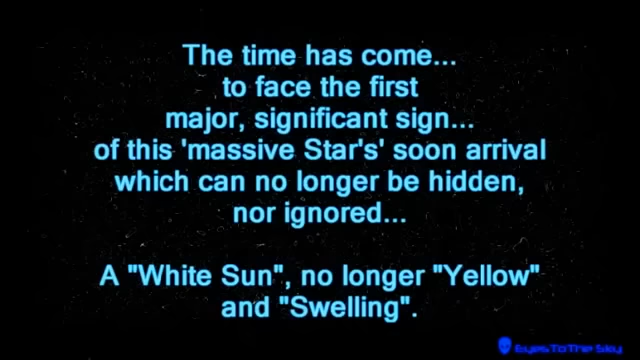 The time has come...
to face the first
major, significant sign...
of this 'massive Star's' soon arrival
which can no longer be hidden,
nor ignored...
A "White Sun", no longer "Yellow"
and "Swelling".
EyesToTheSky